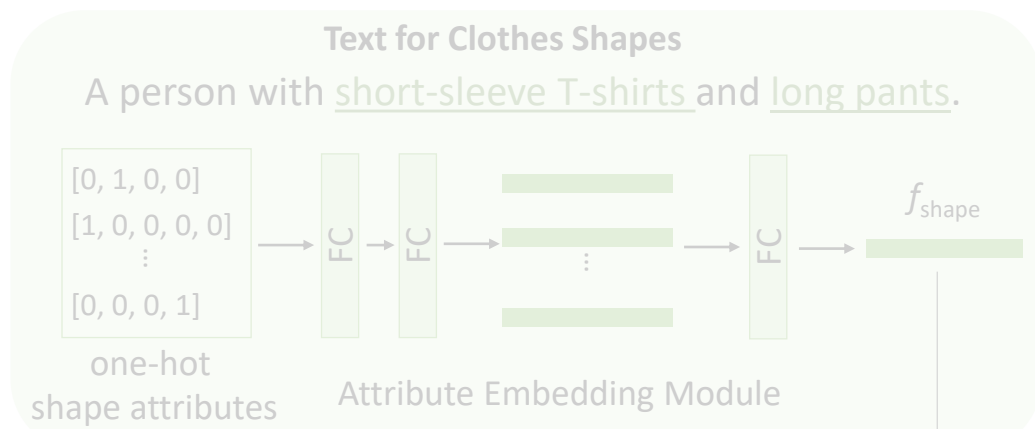 Text for Clothes Shapes
A person with short-sleeve T-shirts and long pants.
[0, 1, 0, 0]
[1, 0, 0, 0, 0]
⋮
[0, 0, 0, 1]
one-hot
shape attributes
FC
FC
⋮
FC
Attribute Embedding Module
fshape